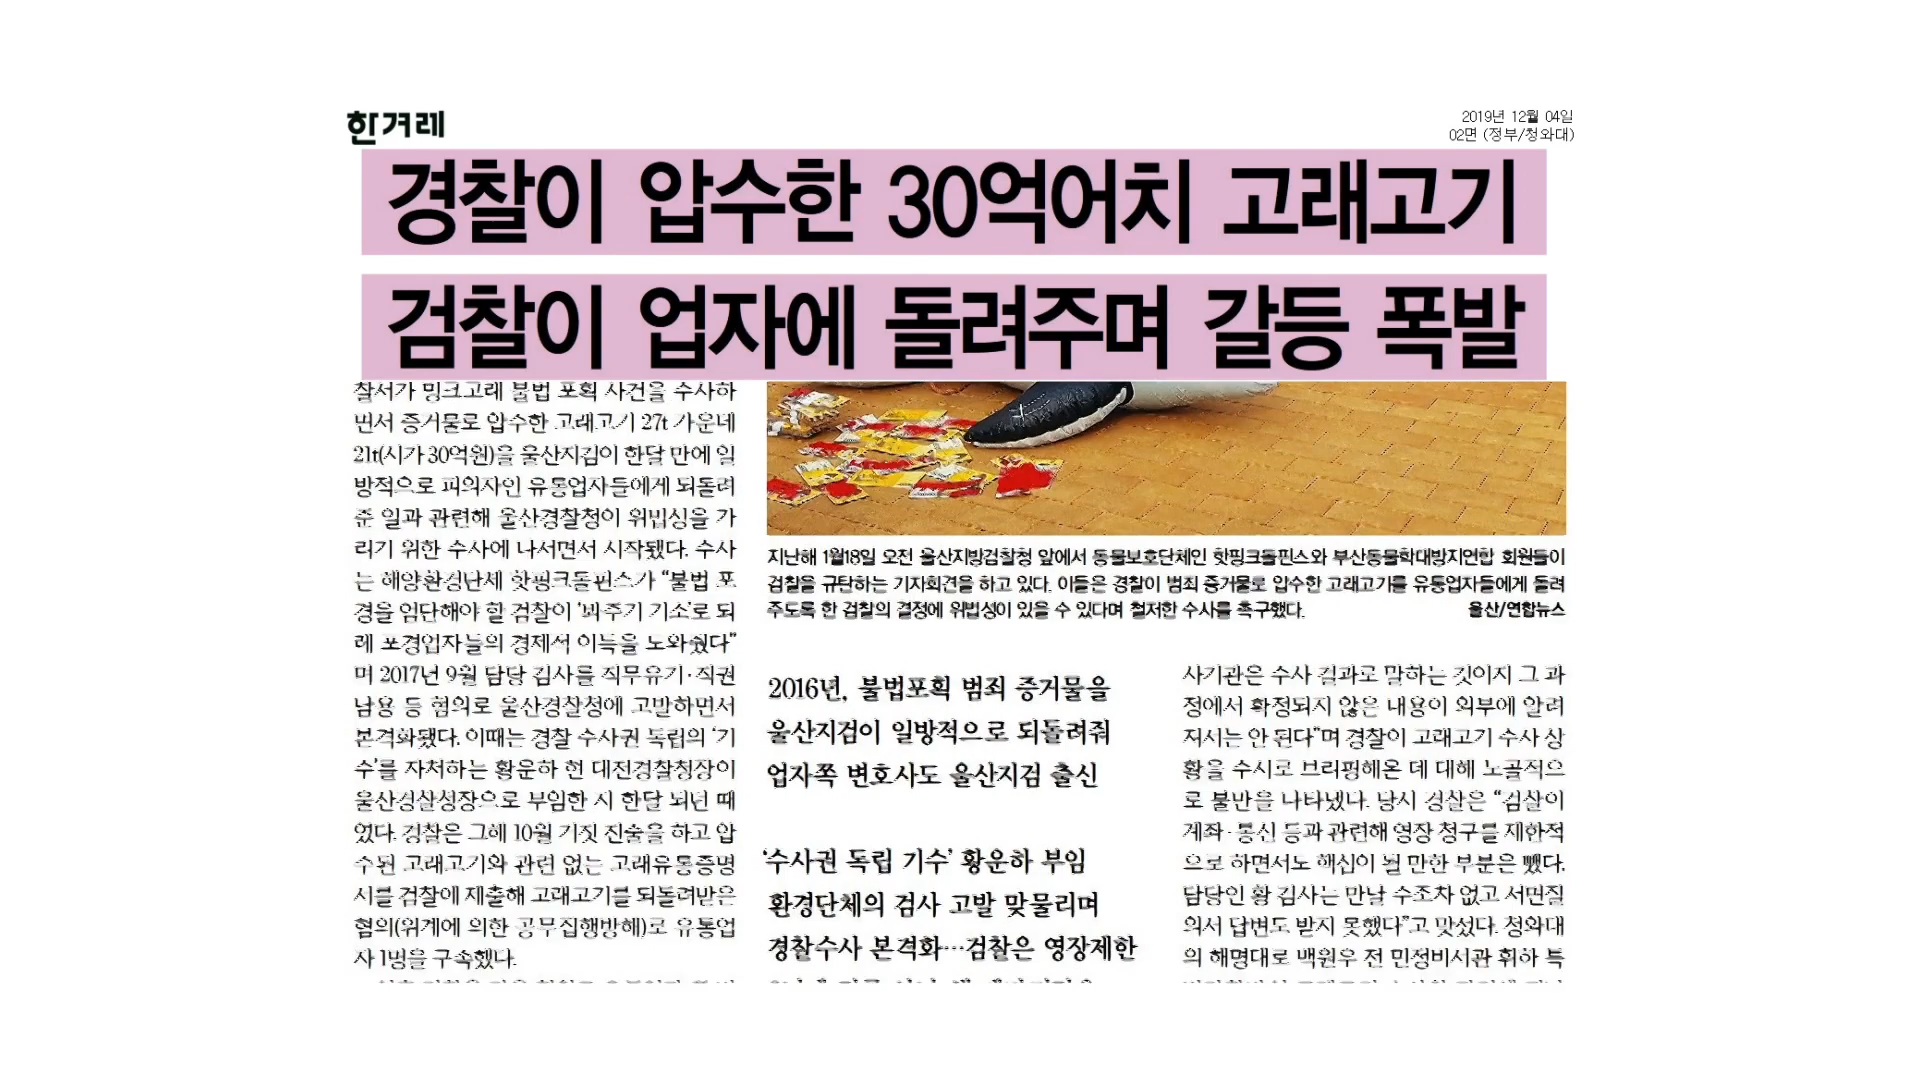 한겨레
2019년 12월 04일
02면 (정부/청와대)
경찰이 압수한 30억어치 고래고기
검찰이 업자에 돌려주며 갈등 폭발
찰서가 밍크고래 불법 포획 사건을 수사하
면서 증거물로 압수한 고래고기 27t 가운데
21t(시가 30억원)을 울산지검이 한달 만에 일
방적으로 피의자인 유통업자들에게 되돌려
준 일과 관련해 울산경찰청이 위법성을 가
리기 위한 수사에 나서면서 시작됐다. 수사
는 해양환경단체 핫핑크돌핀스가 “불법 포
경을 엄단해야 할 검찰이 ‘봐주기 기소’로 되
레 포경업자들의 경제적 이득을 도와줬다”
며 2017년 9월 담당 검사를 직무유기·직권
남용 등 혐의로 울산경찰청에 고발하면서
본격화됐다. 이때는 경찰 수사권 독립의 ‘기
수’를 자처하는 황운하 현 대전경찰청장이
울산경찰청장으로 부임한 지 한달 되던 때
였다. 경찰은 그해 10월 거짓 진술을 하고 압
수된 고래고기와 관련 없는 고래유통증명
서를 검찰에 제출해 고래고기를 되돌려받은
혐의(위계에 의한 공무집행방해)로 유통업
자 1명을 구속했다.
지난해 1월18일 오전 울산지방검찰청 앞에서 동물보호단체인 핫핑크돌핀스와 부산동물학대방지연합 회원들이
검찰을 규탄하는 기자회견을 하고 있다. 이들은 경찰이 범죄 증거물로 압수한 고래고기를 유통업자들에게 돌려
주도록 한 검찰의 결정에 위법성이 있을 수 있다며 철저한 수사를 촉구했다. 울산/연합뉴스
2016년, 불법포획 범죄 증거물을
울산지검이 일방적으로 되돌려줘
업자쪽 변호사도 울산지검 출신
‘수사권 독립 기수’ 황운하 부임
환경단체의 검사 고발 맞물리며
경찰수사 본격화…검찰은 영장제한
사기관은 수사 결과로 말하는 것이지 그 과
정에서 확정되지 않은 내용이 외부에 알려
져서는 안 된다”며 경찰이 고래고기 수사 상
황을 수시로 브리핑해온 데 대해 노골적으
로 불만을 나타냈다. 당시 경찰은 “검찰이
계좌·통신 등과 관련해 영장 청구를 제한적
으로 하면서도 핵심이 될 만한 부분은 뺐다.
담당인 황 검사는 만날 수조차 없고 서면질
의서 답변도 받지 못했다”고 맞섰다. 청와대
의 해명대로 백원우 전 민정비서관 휘하 특